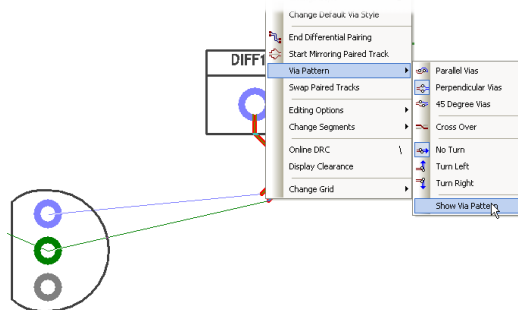 Change Default Via Style
End Differential Pairing
Start Mirroring Paired Track
Via Pattern
Swap Paired Tracks
Editing Options
Change Segments
Online DRC \
Display Clearance
Change Grid
DIFF1
Parallel Vias
Perpendicular Vias
45 Degree Vias
Cross Over
No Turn
Turn Left
Turn Right
Show Via Pattern